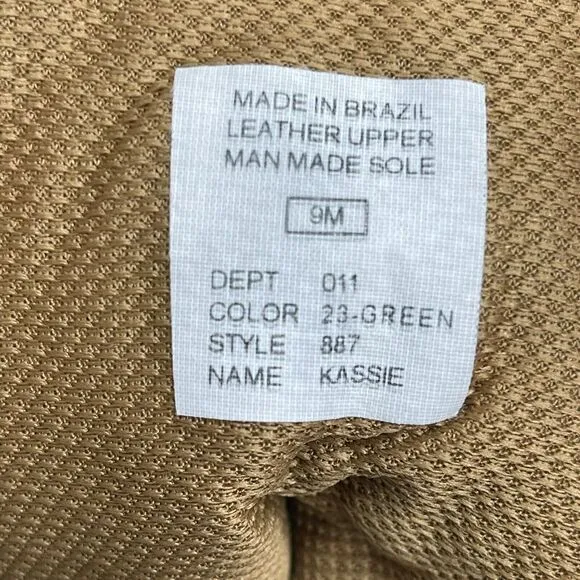 MADE IN BRAZIL
LEATHER UPPER
MAN MADE SOLE
9M
DEPT 011
COLOR 23-GREEN
STYLE 887
NAME KASSIE